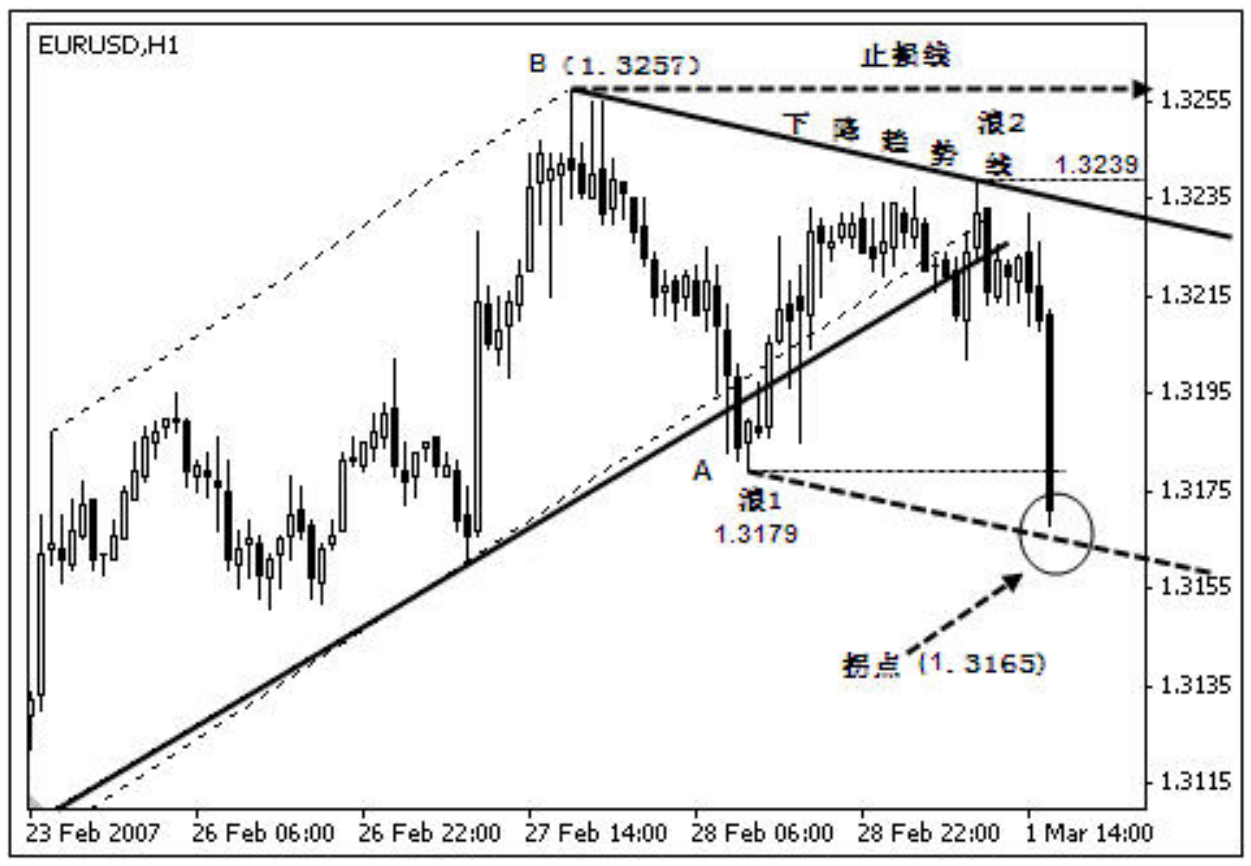 EURUSD,H1
B (1.3257)
止损线
下降趋势线
浪2
1.3239
A
浪1
1.3179
拐点 (1.3165)
1.3255
1.3235
1.3215
1.3195
1.3175
1.3155
1.3135
1.3115
23 Feb 2007
26 Feb 06:00
26 Feb 22:00
27 Feb 14:00
28 Feb 06:00
28 Feb 22:00
1 Mar 14:00